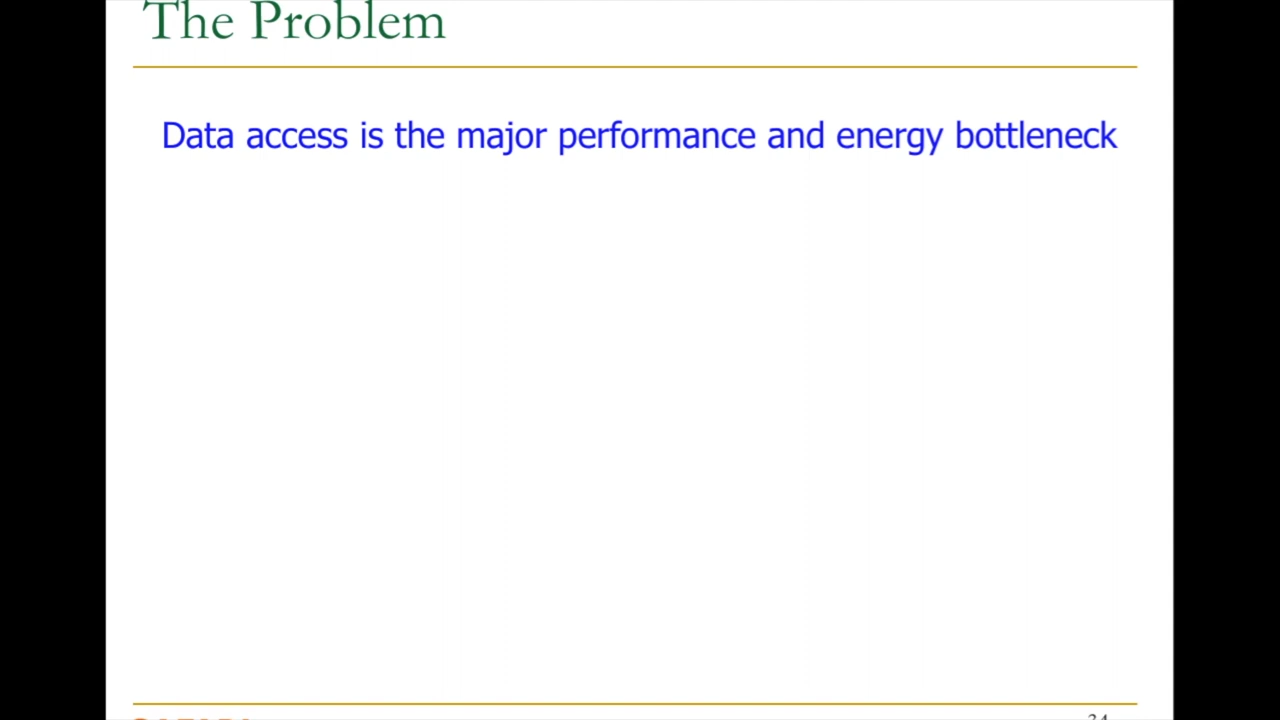 The Problem
Data access is the major performance and energy bottleneck